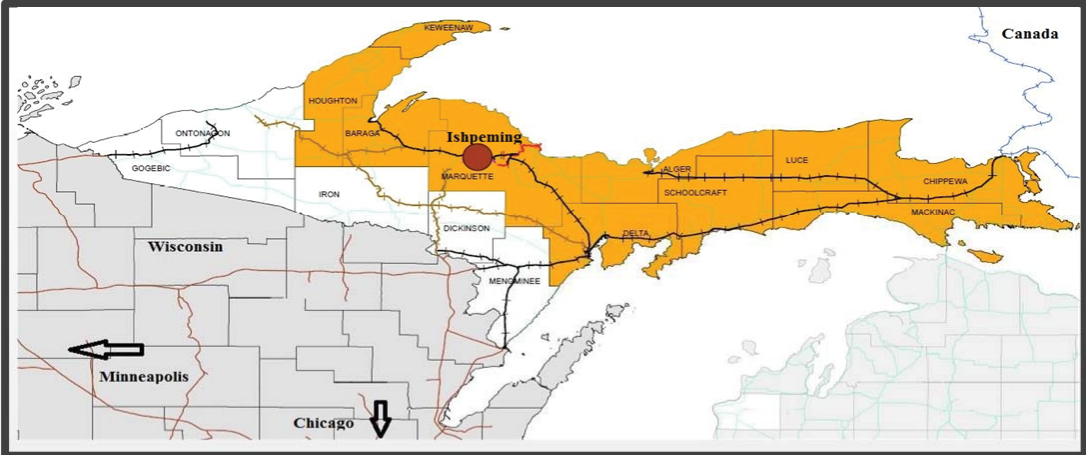 KEWEENAW
Canada
HOUGHTON
ONTONAGON
BARAGA
Ishpeming
GOGEBIC
MARQUETTE
ALGER
LUCE
IRON
SCHOOLCRAFT
CHIPPEWA
MACKINAC
DICKINSON
DELTA
Wisconsin
MENOMINEE
Minneapolis
Chicago